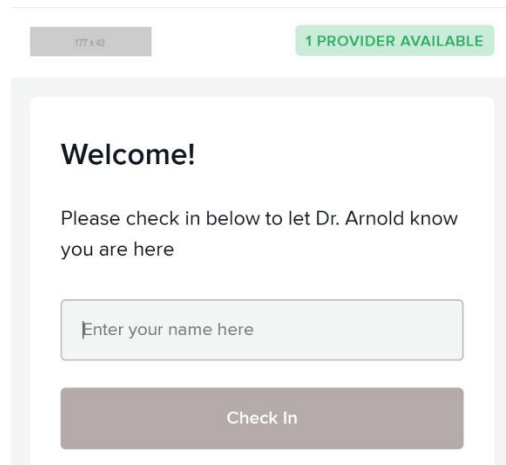 177 x 43
1 PROVIDER AVAILABLE
Welcome!
Please check in below to let Dr. Arnold know
you are here
Enter your name here
Check In